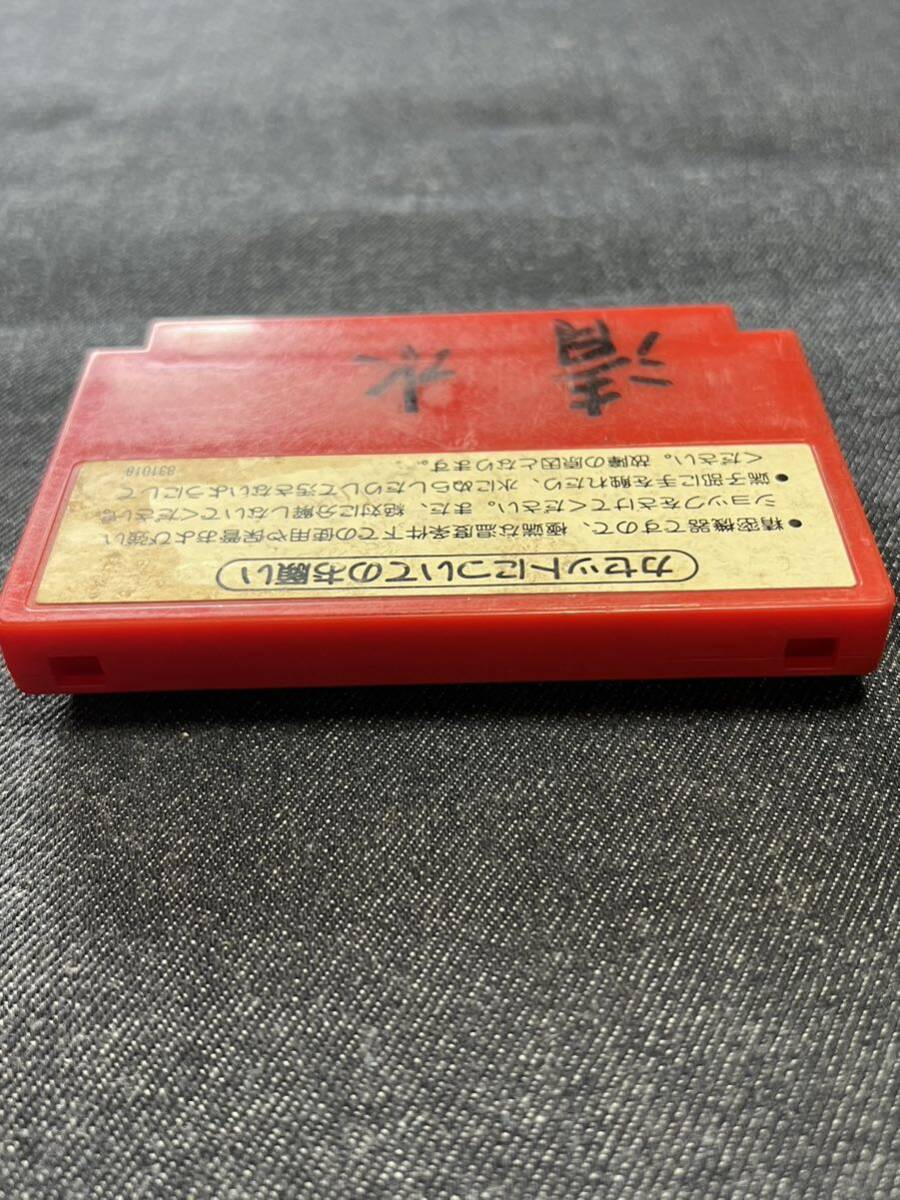 カセットについてのお願い
●精密機器ですので、極端な温度条件下での使用や保管および強い
ショックをさけてください。また、絶対に分解しないでください。
●端子部に手を触れたり、水にぬらしたりして汚さないようにして
ください。故障の原因となります。
831018
清水